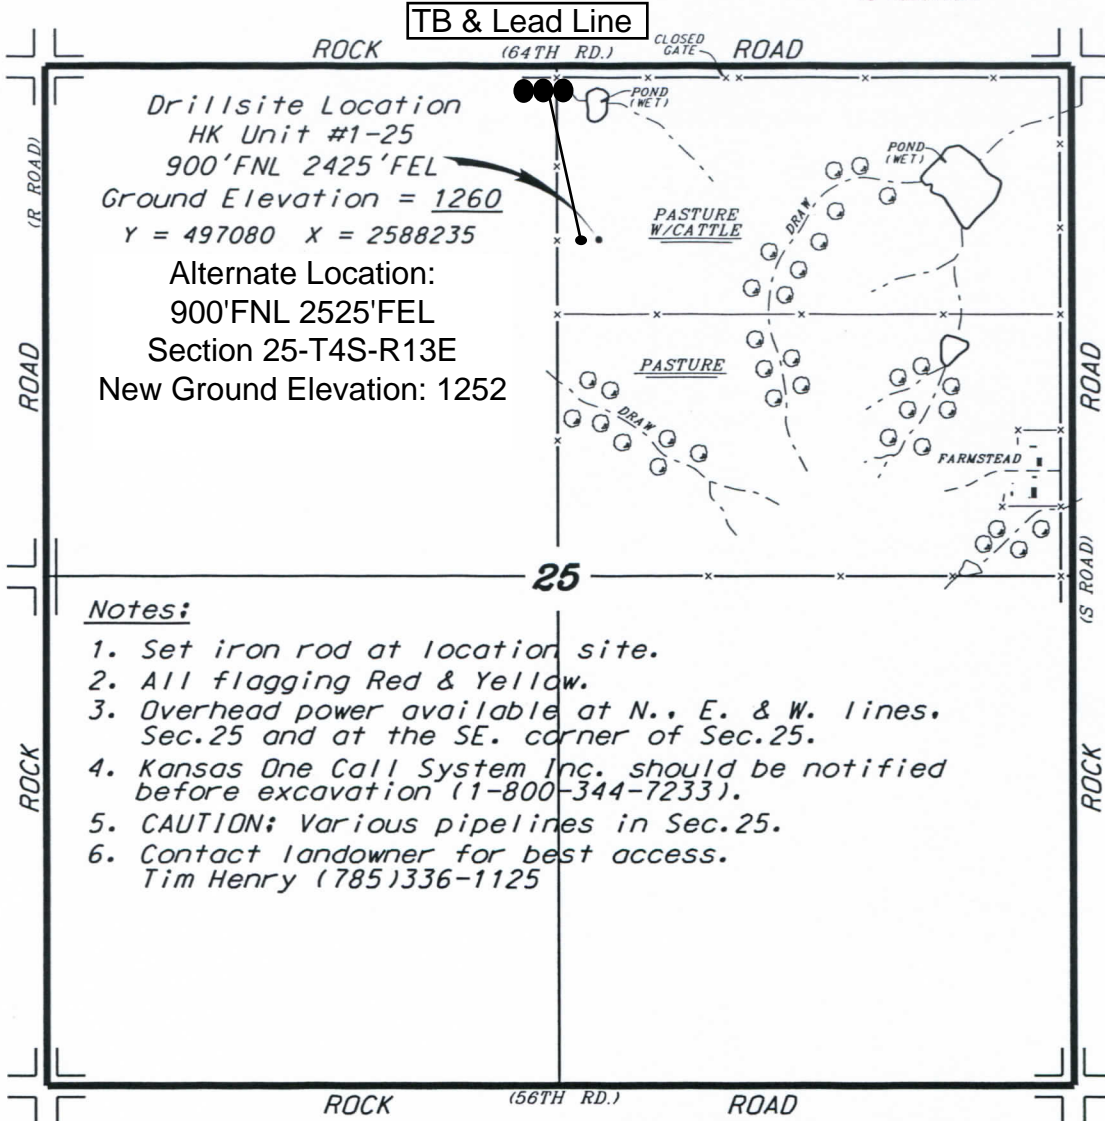 TB & Lead Line
ROCK (64TH RD.) ROAD
CLOSED
GATE
Drillsite Location
HK Unit #1-25
900'FNL 2425'FEL
Ground Elevation = 1260
Y = 497080 X = 2588235
Alternate Location:
900'FNL 2525'FEL
Section 25-T4S-R13E
New Ground Elevation: 1252
POND
(WET)
POND
(WET)
PASTURE
W/CATTLE
DRAW
PASTURE
DRAW
FARMSTEAD
(R ROAD)
ROAD
ROCK
ROAD
(S ROAD)
ROCK
25
Notes:
1. Set iron rod at location site.
2. All flagging Red & Yellow.
3. Overhead power available at N., E. & W. lines,
Sec.25 and at the SE. corner of Sec.25.
4. Kansas One Call System Inc. should be notified
before excavation (1-800-344-7233).
5. CAUTION: Various pipelines in Sec.25.
6. Contact landowner for best access.
Tim Henry (785)336-1125
ROCK (56TH RD.) ROAD